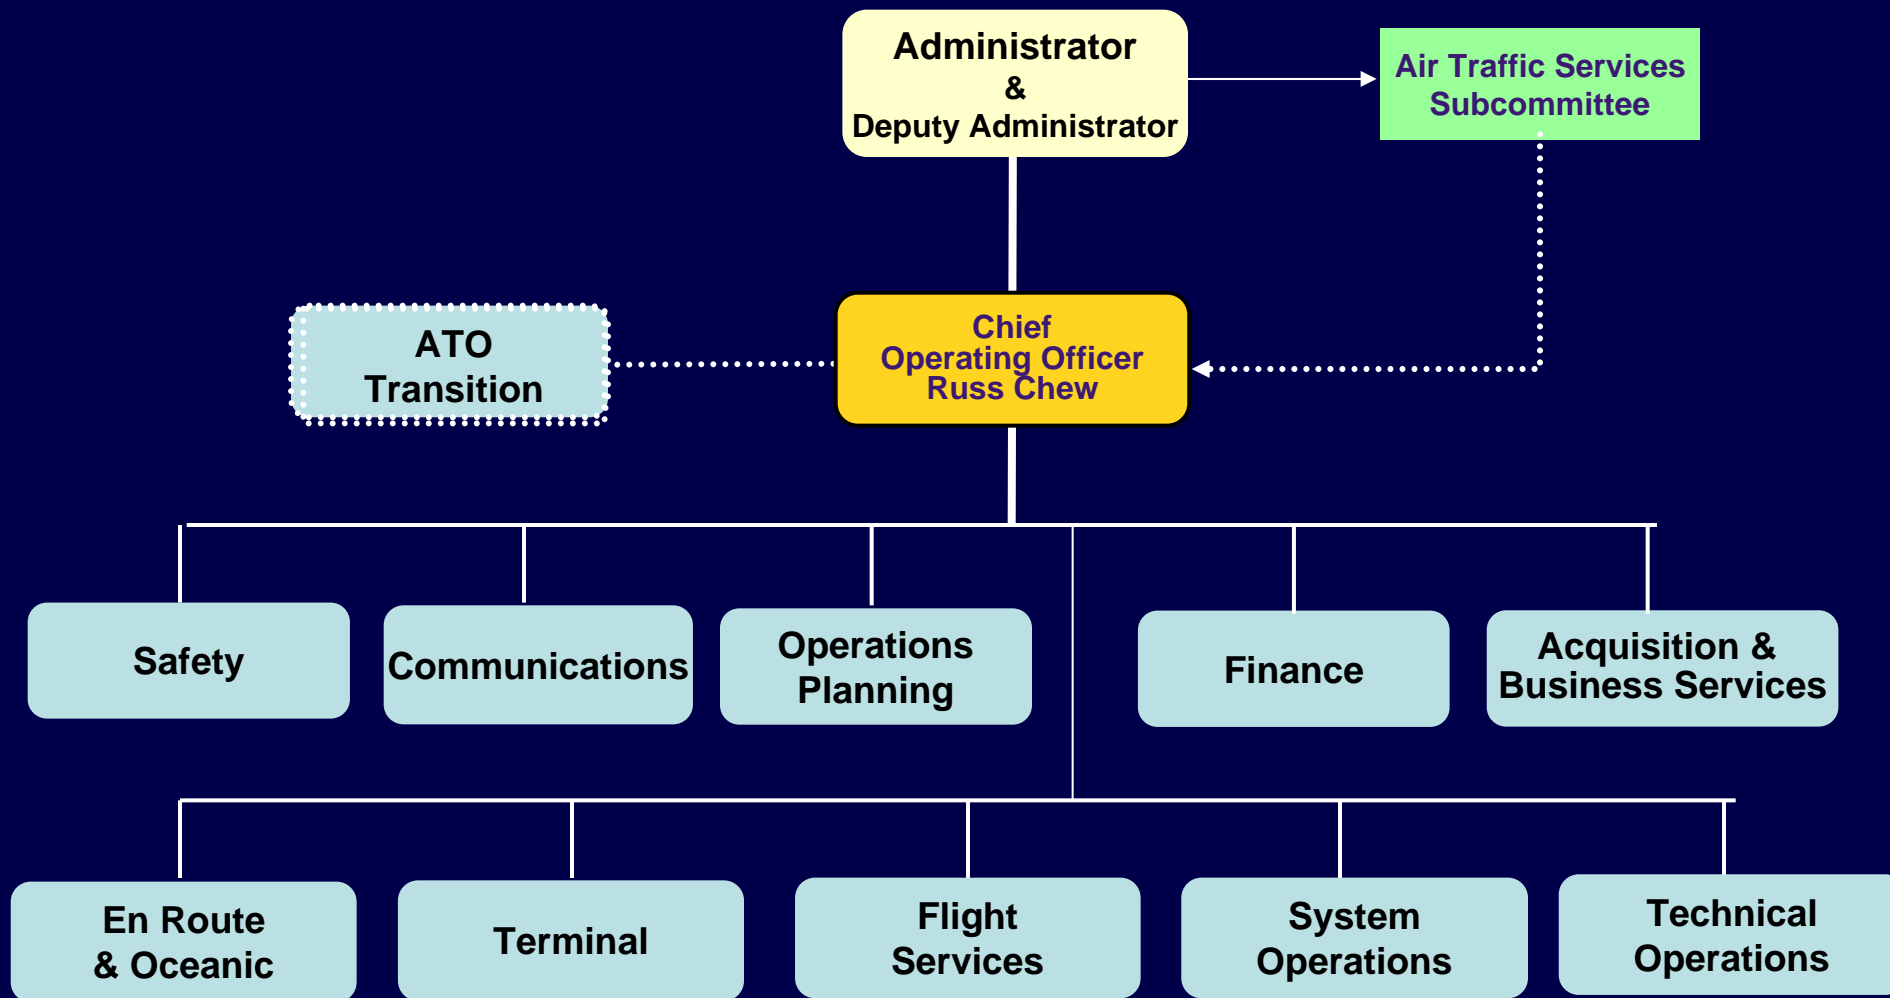 Administrator
&
Deputy Administrator
Air Traffic Services
Subcommittee
ATO
Transition
Chief
Operating Officer
Russ Chew
Safety
Communications
Operations
Planning
Finance
Acquisition &
Business Services
En Route
& Oceanic
Terminal
Flight
Services
System
Operations
Technical
Operations